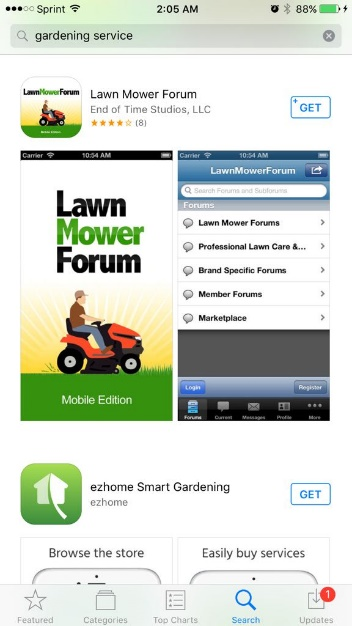 Sprint 2:05 AM 88%
gardening service
LawnMowerForum
Mobile Edition
Lawn Mower Forum
End of Time Studios, LLC
(8)
+ GET
Carrier 10:54 AM
Lawn
Mower
Forum
Mobile Edition
Carrier 10:54 AM
LawnMowerForum
Search Forums and Subforums
Forums
Lawn Mower Forums
Professional Lawn Care &...
Brand Specific Forums
Member Forums
Marketplace
Login Register
Forums Current Messages Profile More
ezhome Smart Gardening
ezhome
GET
Browse the store
Easily buy services
1
Featured Categories Top Charts Search Updates